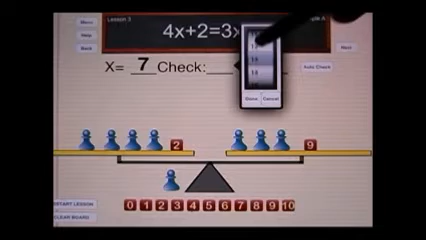 Menu
Lesson 3
Help
Back
4x+2=3x
Next
X= 7 Check:
Auto Check
Done Cancel
2
9
START LESSON
CLEAR BOARD
0 1 2 3 4 5 6 7 8 9 10